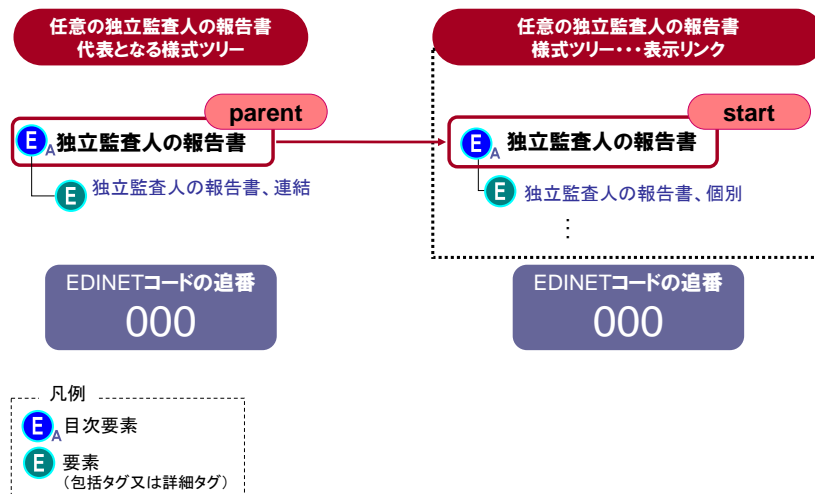 任意の独立監査人の報告書
代表となる様式ツリー
任意の独立監査人の報告書
様式ツリー・・・表示リンク
parent
E A 独立監査人の報告書
E 独立監査人の報告書、連結
start
E A 独立監査人の報告書
E 独立監査人の報告書、個別
⋮
EDINETコードの追番
000
EDINETコードの追番
000
凡例
E A 目次要素
E 要素
（包括タグ又は詳細タグ）